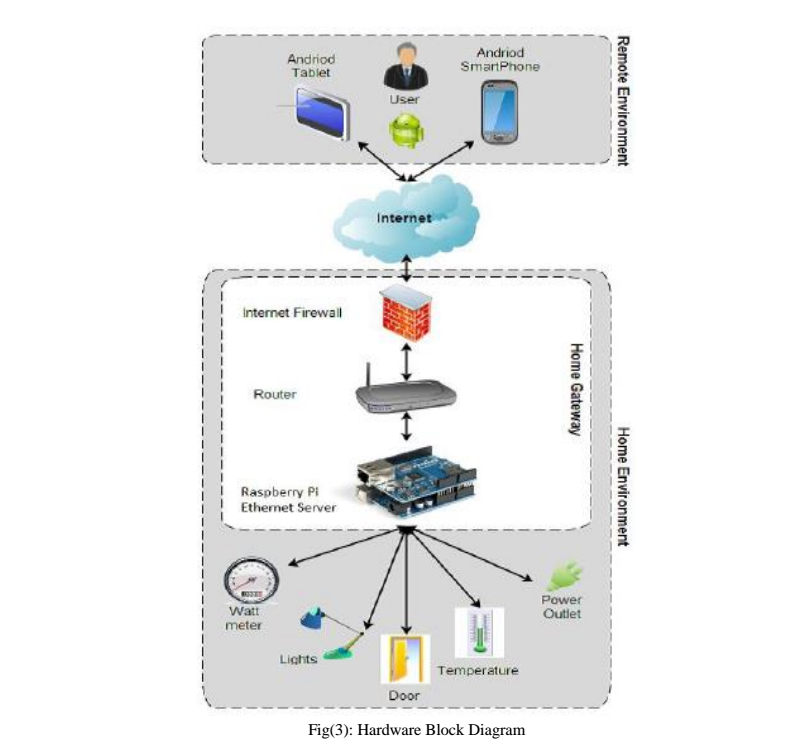 Andriod
Tablet
User
Andriod
SmartPhone
Remote Environment
Internet
Internet Firewall
Router
Raspberry Pi
Ethernet Server
Home Gateway
Home Environment
Watt
meter
Lights
Door
Temperature
Power
Outlet
Fig(3): Hardware Block Diagram